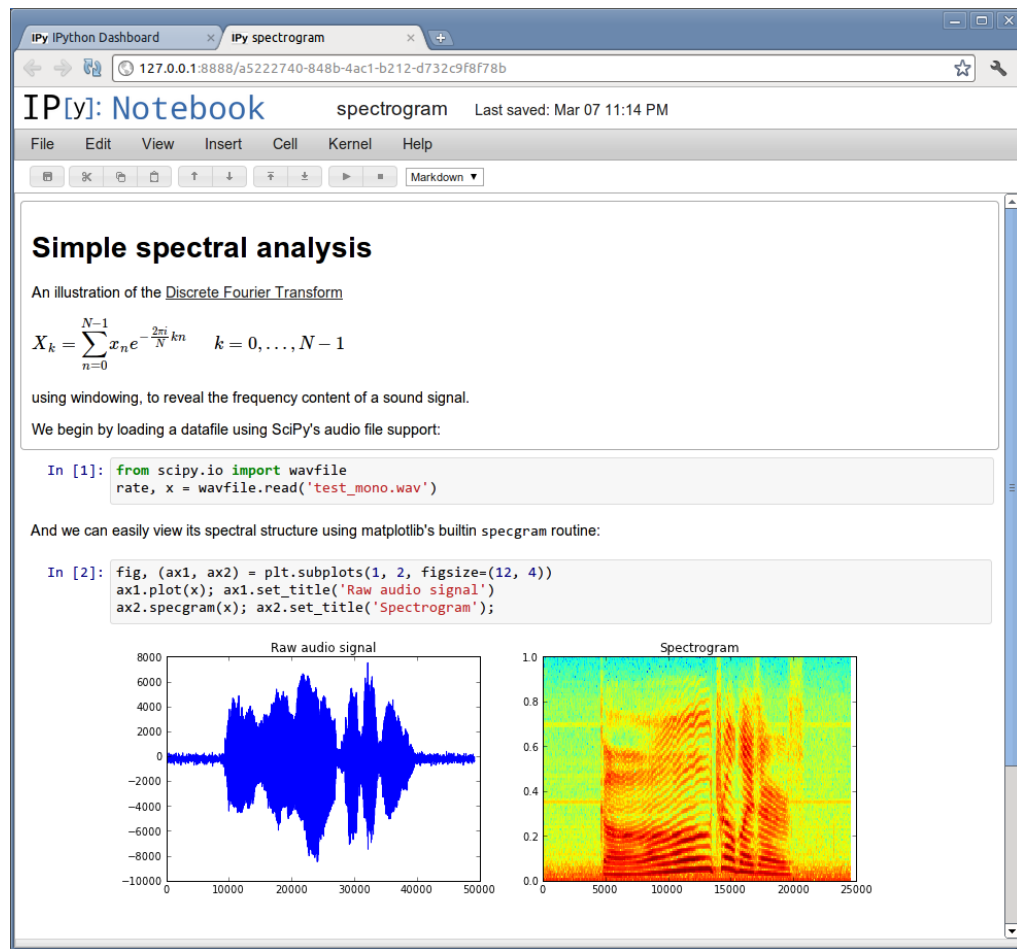 IPy IPython Dashboard × IPy spectrogram ×
127.0.0.1:8888/a5222740-848b-4ac1-b212-d732c9f8f78b
IP[y]: Notebook spectrogram Last saved: Mar 07 11:14 PM
File Edit View Insert Cell Kernel Help
Markdown ▼
Simple spectral analysis
An illustration of the Discrete Fourier Transform
X_k = \sum_{n=0}^{N-1} x_n e^{-\frac{2\pi i}{N} kn} k = 0, . . . , N − 1
using windowing, to reveal the frequency content of a sound signal.
We begin by loading a datafile using SciPy's audio file support:
In [1]: from scipy.io import wavfile
rate, x = wavfile.read('test_mono.wav')
And we can easily view its spectral structure using matplotlib's builtin specgram routine:
In [2]: fig, (ax1, ax2) = plt.subplots(1, 2, figsize=(12, 4))
ax1.plot(x); ax1.set_title('Raw audio signal')
ax2.specgram(x); ax2.set_title('Spectrogram');
Raw audio signal
8000
6000
4000
2000
0
−2000
−4000
−6000
−8000
−10000
0 10000 20000 30000 40000 50000
Spectrogram
1.0
0.8
0.6
0.4
0.2
0.0
0 5000 10000 15000 20000 25000